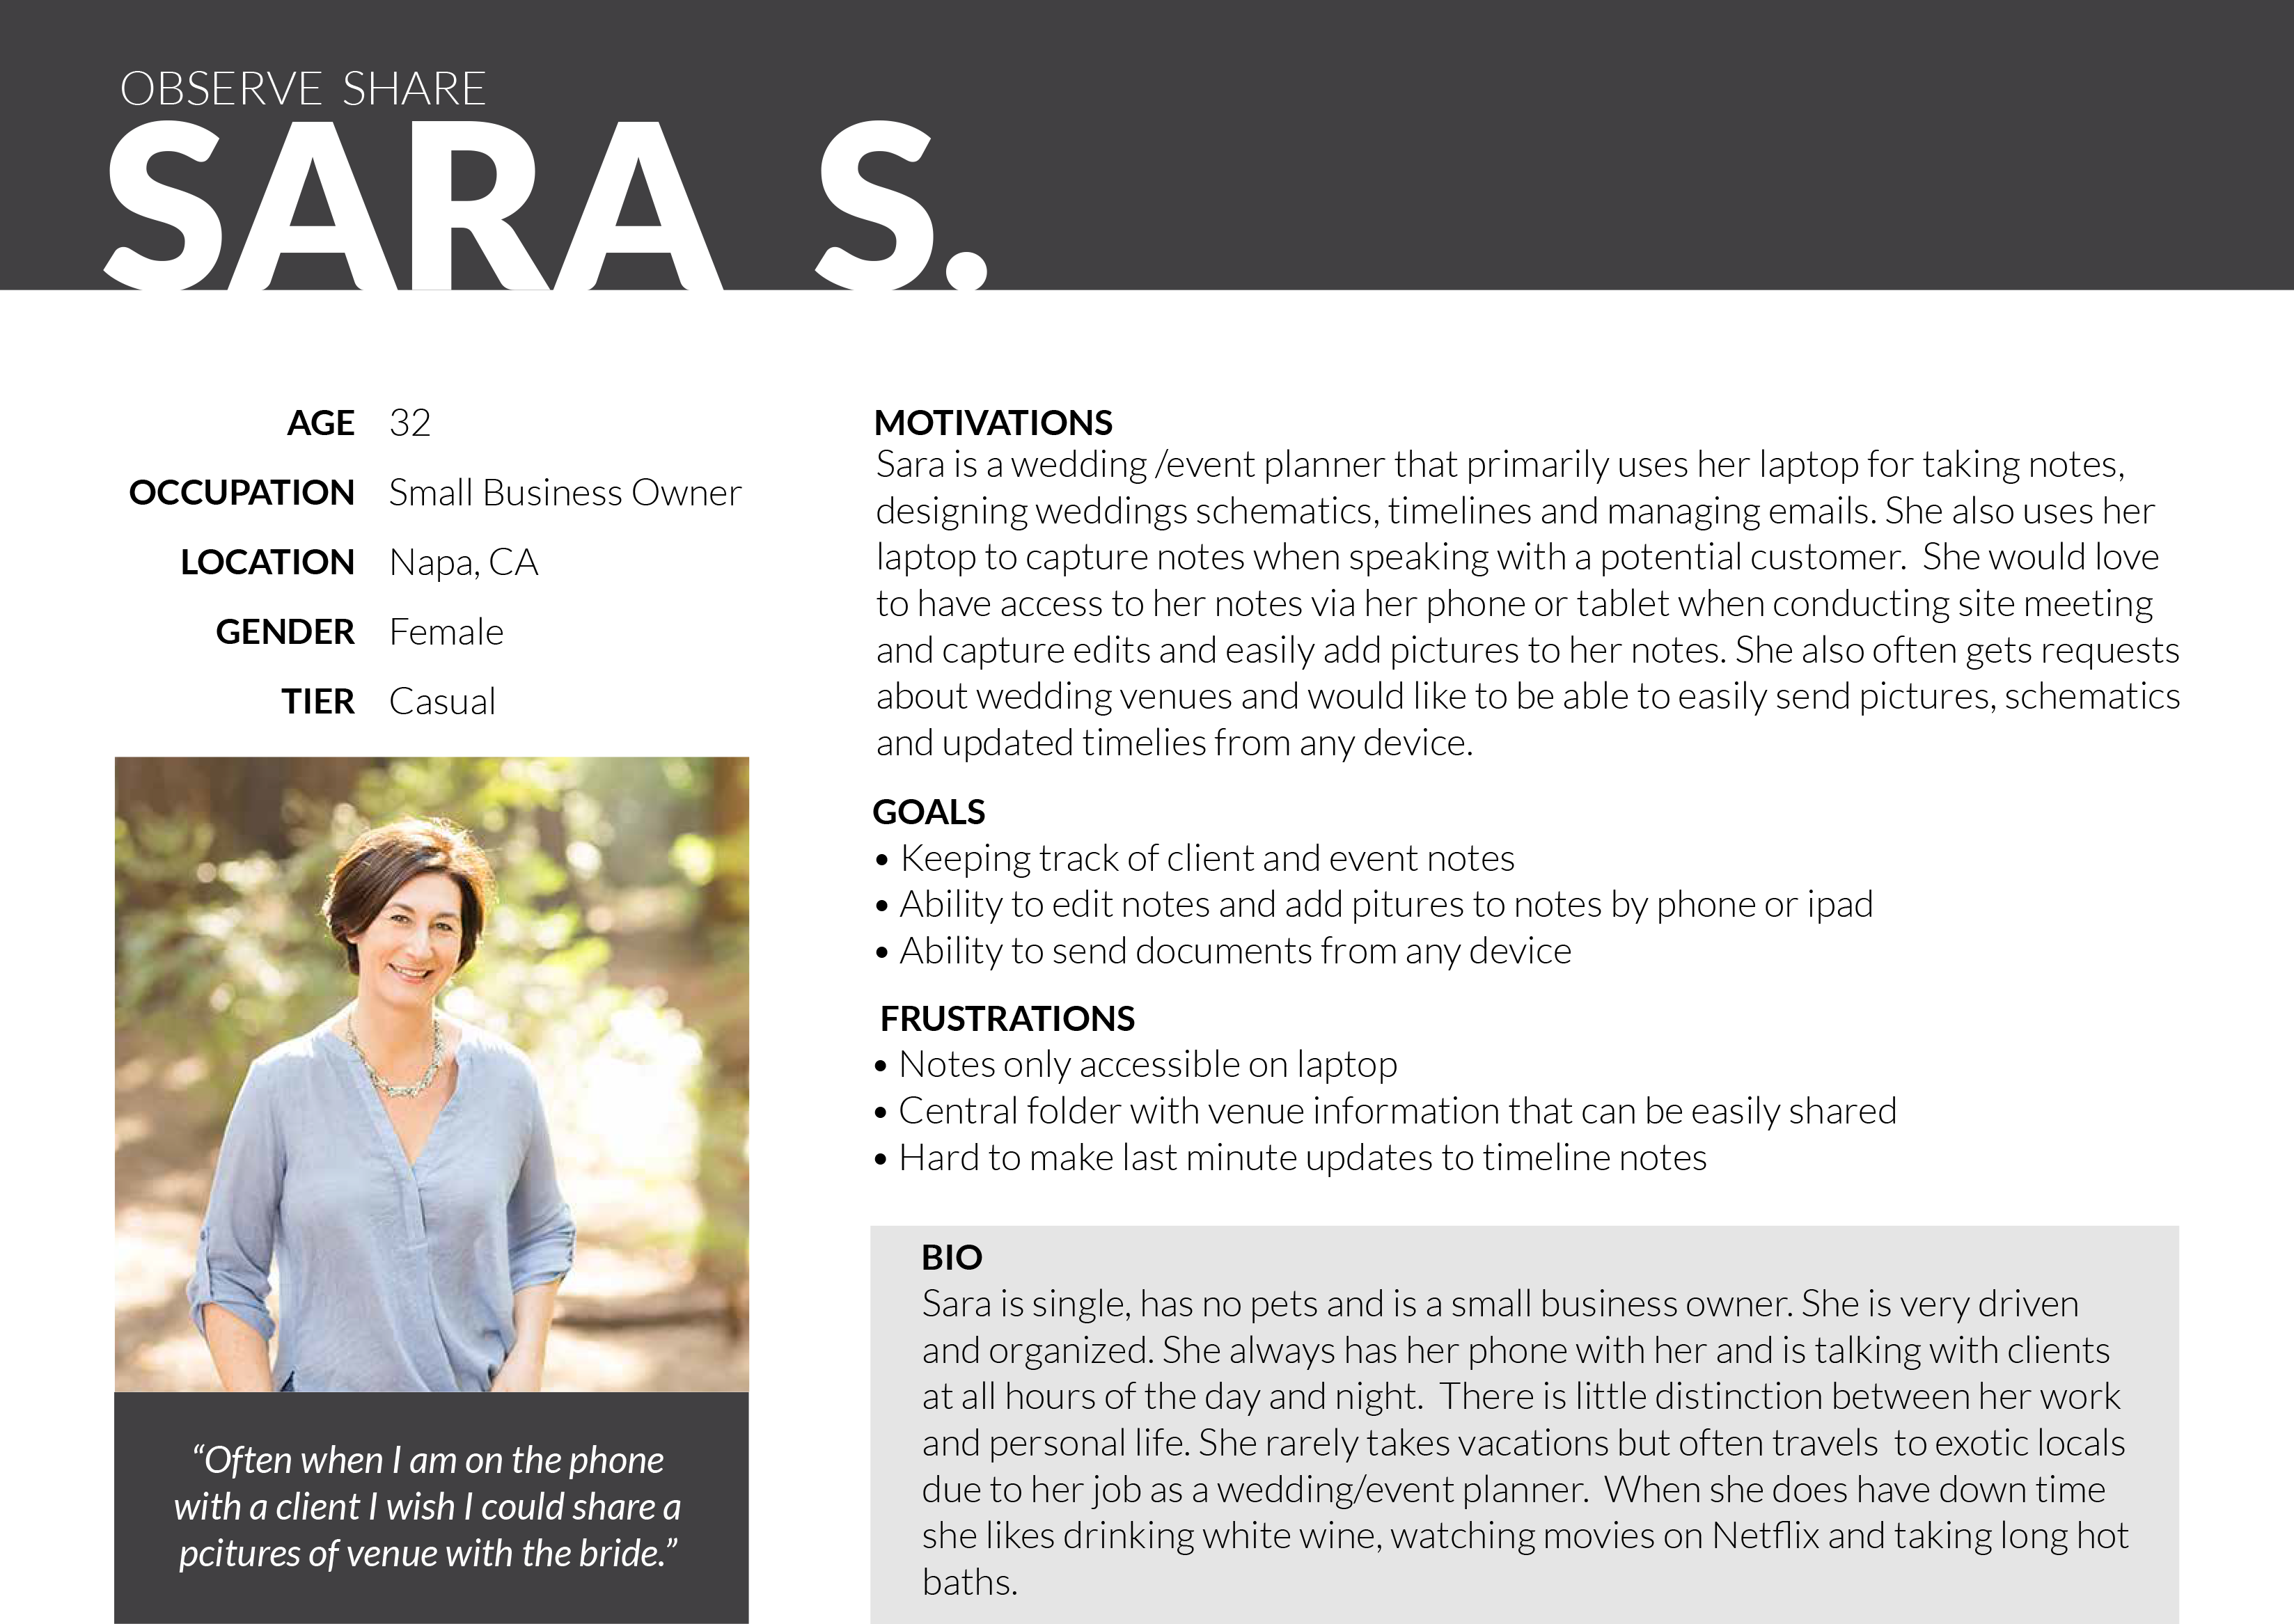 OBSERVE SHARE
SARA S.
AGE 32
OCCUPATION Small Business Owner
LOCATION Napa, CA
GENDER Female
TIER Casual
“Often when I am on the phone
with a client I wish I could share a
pcitures of venue with the bride.”
MOTIVATIONS
Sara is a wedding /event planner that primarily uses her laptop for taking notes,
designing weddings schematics, timelines and managing emails. She also uses her
laptop to capture notes when speaking with a potential customer.  She would love
to have access to her notes via her phone or tablet when conducting site meeting
and capture edits and easily add pictures to her notes. She also often gets requests
about wedding venues and would like to be able to easily send pictures, schematics
and updated timelies from any device.
GOALS
• Keeping track of client and event notes
• Ability to edit notes and add pitures to notes by phone or ipad
• Ability to send documents from any device
FRUSTRATIONS
• Notes only accessible on laptop
• Central folder with venue information that can be easily shared
• Hard to make last minute updates to timeline notes
BIO
Sara is single, has no pets and is a small business owner. She is very driven
and organized. She always has her phone with her and is talking with clients
at all hours of the day and night.  There is little distinction between her work
and personal life. She rarely takes vacations but often travels  to exotic locals
due to her job as a wedding/event planner.  When she does have down time
she likes drinking white wine, watching movies on Netflix and taking long hot
baths.